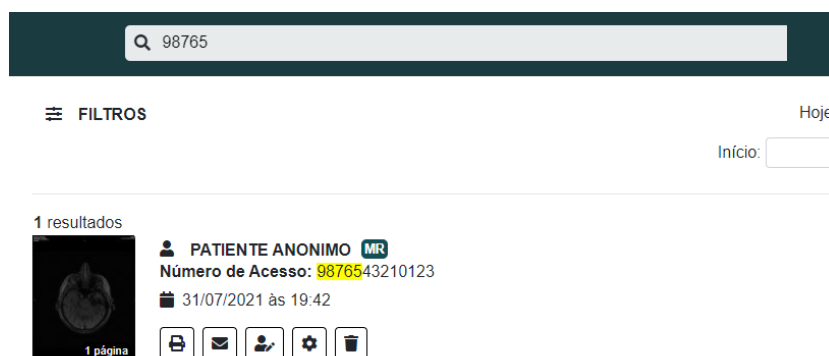 98765
FILTROS
Hoje
Início:
1 resultados
PATIENTE ANONIMO MR
Número de Acesso: 9876543210123
31/07/2021 às 19:42
1 página